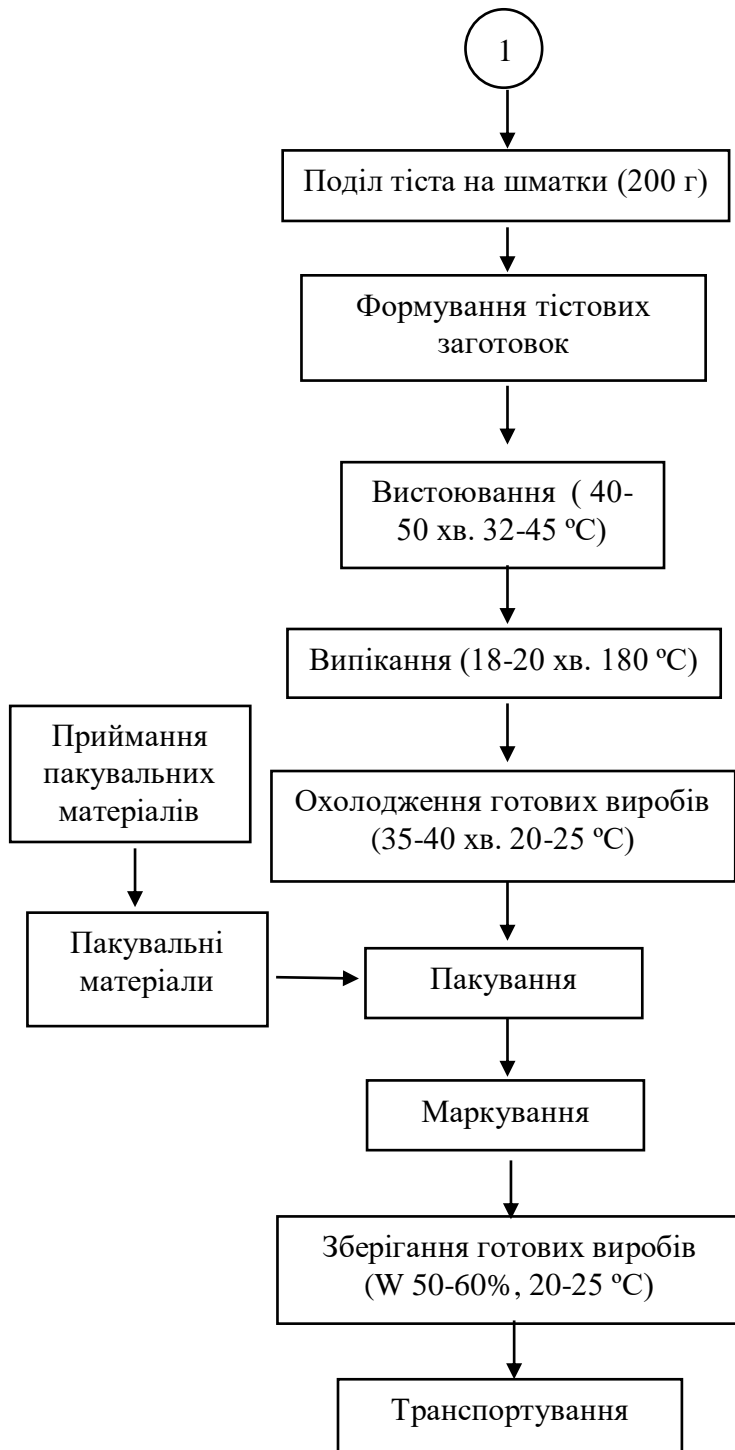 1
Поділ тіста на шматки (200 г)
Формування тістових
заготовок
Вистоювання ( 40-
50 хв. 32-45 ºС)
Випікання (18-20 хв. 180 ºС)
Приймання
пакувальних
матеріалів
Охолодження готових виробів
(35-40 хв. 20-25 ºС)
Пакувальні
матеріали
Пакування
Маркування
Зберігання готових виробів
(W 50-60%, 20-25 ºС)
Транспортування